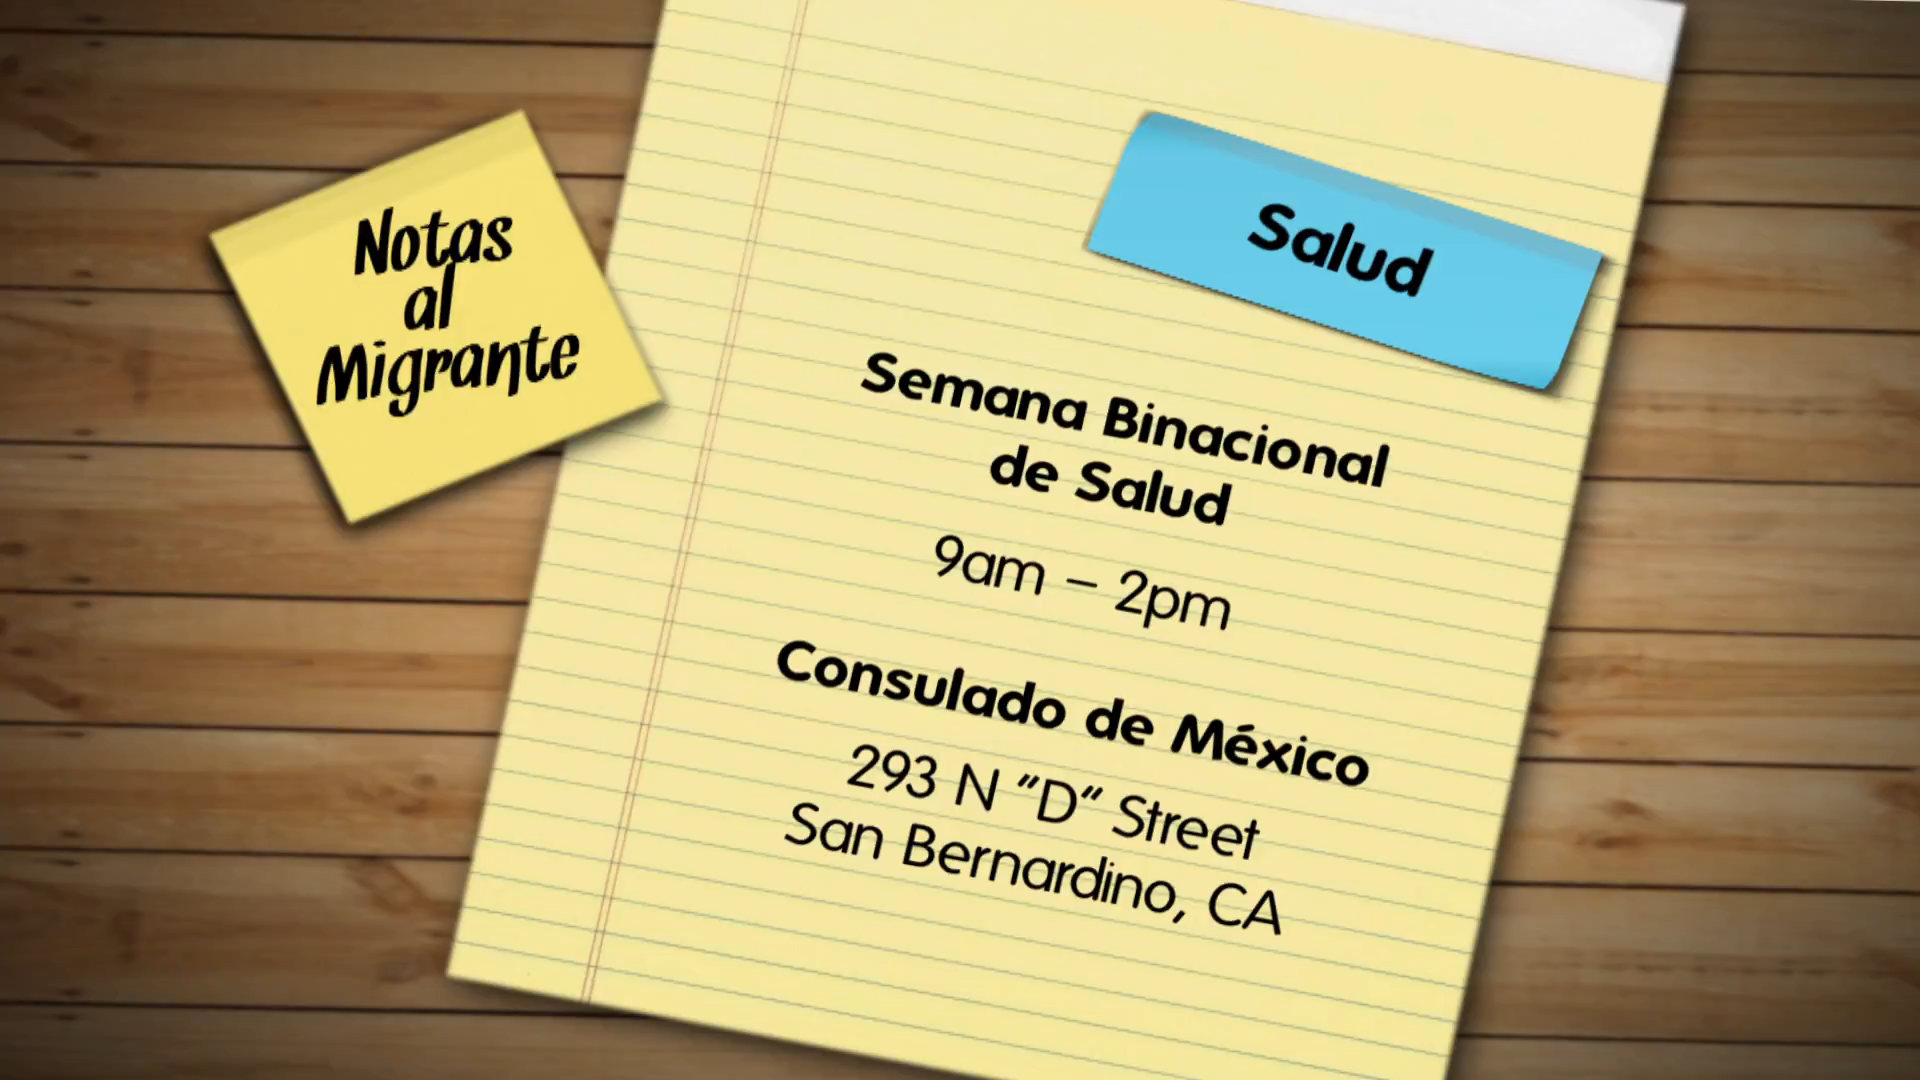 Notas
al
Migrante
Salud
Semana Binacional
de Salud
9am – 2pm
Consulado de México
293 N "D" Street
San Bernardino, CA